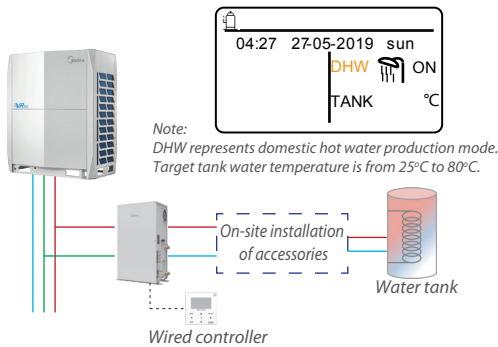 04:27 27-05-2019 sun
DHW ON
TANK °C
Midea
Note:
DHW represents domestic hot water production mode.
Target tank water temperature is from 25°C to 80°C.
On-site installation
of accessories
Water tank
Wired controller